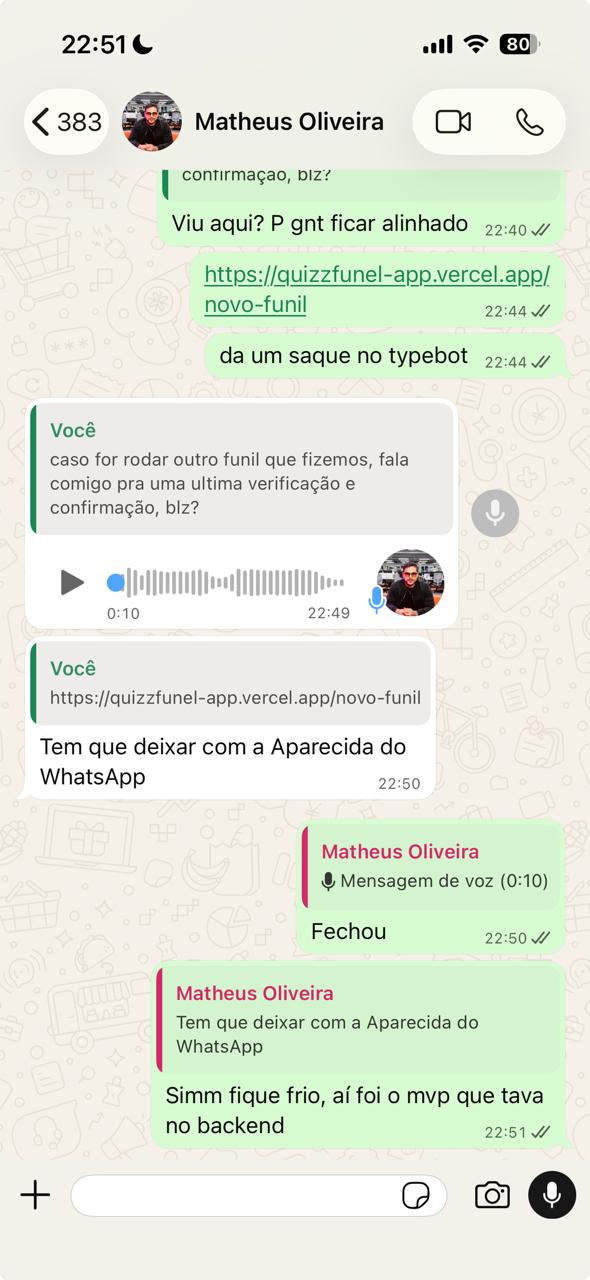 22:51
80
383
Matheus Oliveira
confirmação, blz?
Viu aqui? P gnt ficar alinhado 22:40
https://quizzfunel-app.vercel.app/
novo-funil 22:44
da um saque no typebot 22:44
Você
caso for rodar outro funil que fizemos, fala
comigo pra uma ultima verificação e
confirmação, blz?
0:10 22:49
Você
https://quizzfunel-app.vercel.app/novo-funil
Tem que deixar com a Aparecida do
WhatsApp 22:50
Matheus Oliveira
Mensagem de voz (0:10)
Fechou 22:50
Matheus Oliveira
Tem que deixar com a Aparecida do
WhatsApp
Simm fique frio, aí foi o mvp que tava
no backend 22:51